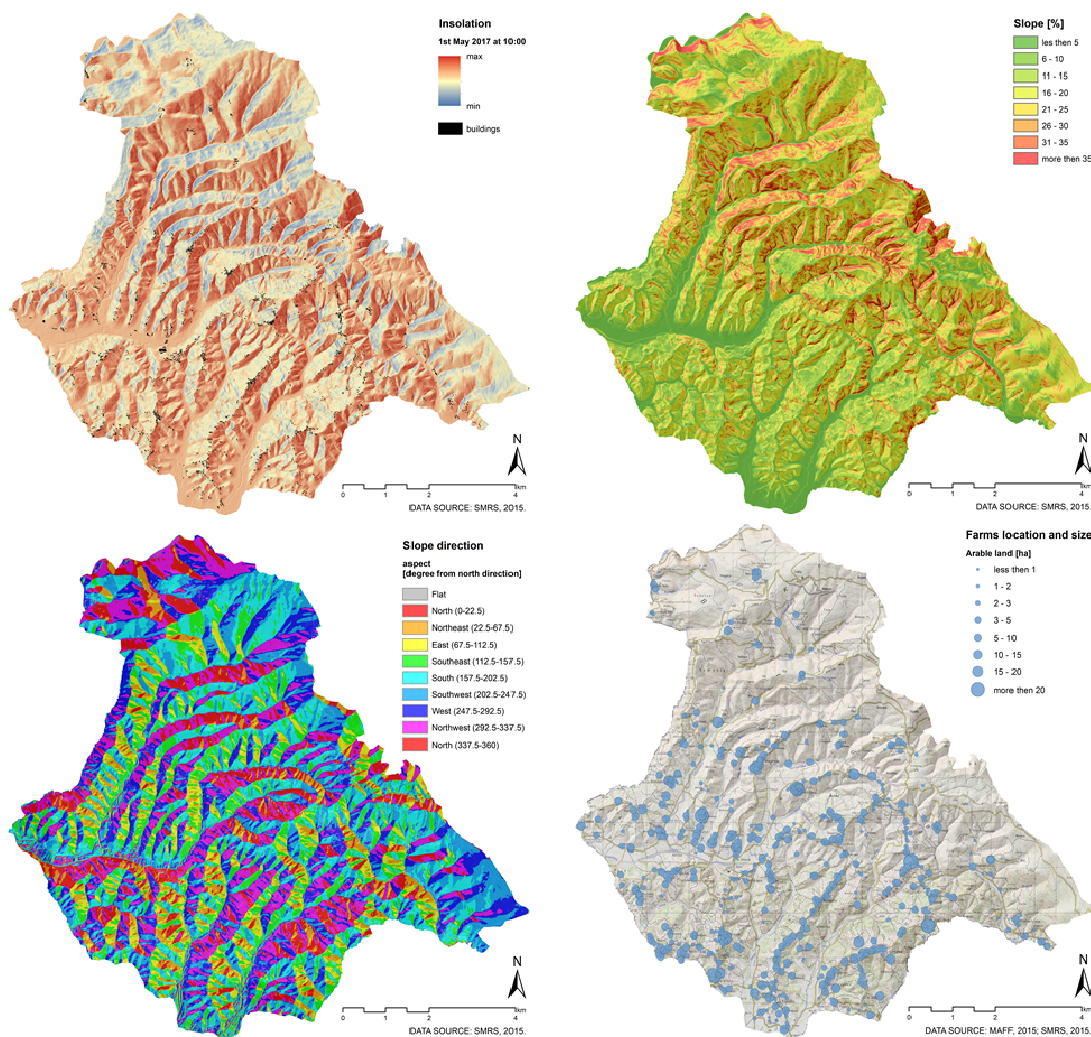 Insolation
1st May 2017 at 10:00
max
min
buildings
N
0 1 2 4
km
DATA SOURCE: SMRS, 2015.
Slope [%]
les then 5
6 - 10
11 - 15
16 - 20
21 - 25
26 - 30
31 - 35
more then 35
N
0 1 2 4
km
DATA SOURCE: SMRS, 2015.
Slope direction
aspect
[degree from north direction]
Flat
North (0-22.5)
Northeast (22.5-67.5)
East (67.5-112.5)
Southeast (112.5-157.5)
South (157.5-202.5)
Southwest (202.5-247.5)
West (247.5-292.5)
Northwest (292.5-337.5)
North (337.5-360)
N
0 1 2 4
km
DATA SOURCE: SMRS, 2015.
Farms location and size
Arable land [ha]
less then 1
1 - 2
2 - 3
3 - 5
5 - 10
10 - 15
15 - 20
more then 20
N
0 1 2 4
km
DATA SOURCE: MAFF, 2015; SMRS, 2015.